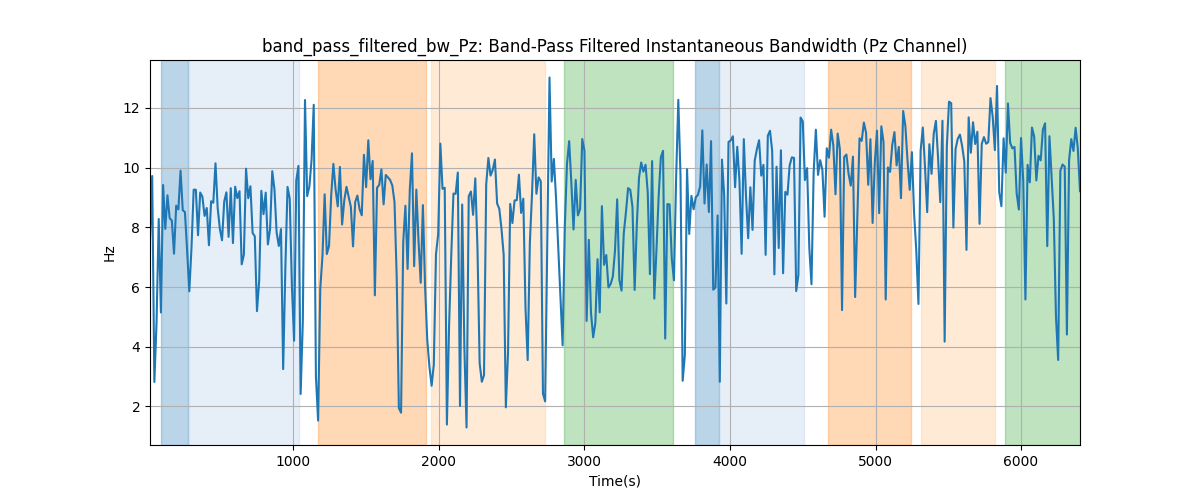 band_pass_filtered_bw_Pz: Band-Pass Filtered Instantaneous Bandwidth (Pz Channel)
12
10
8
6
4
2
Hz
1000 2000 3000 4000 5000 6000
Time(s)